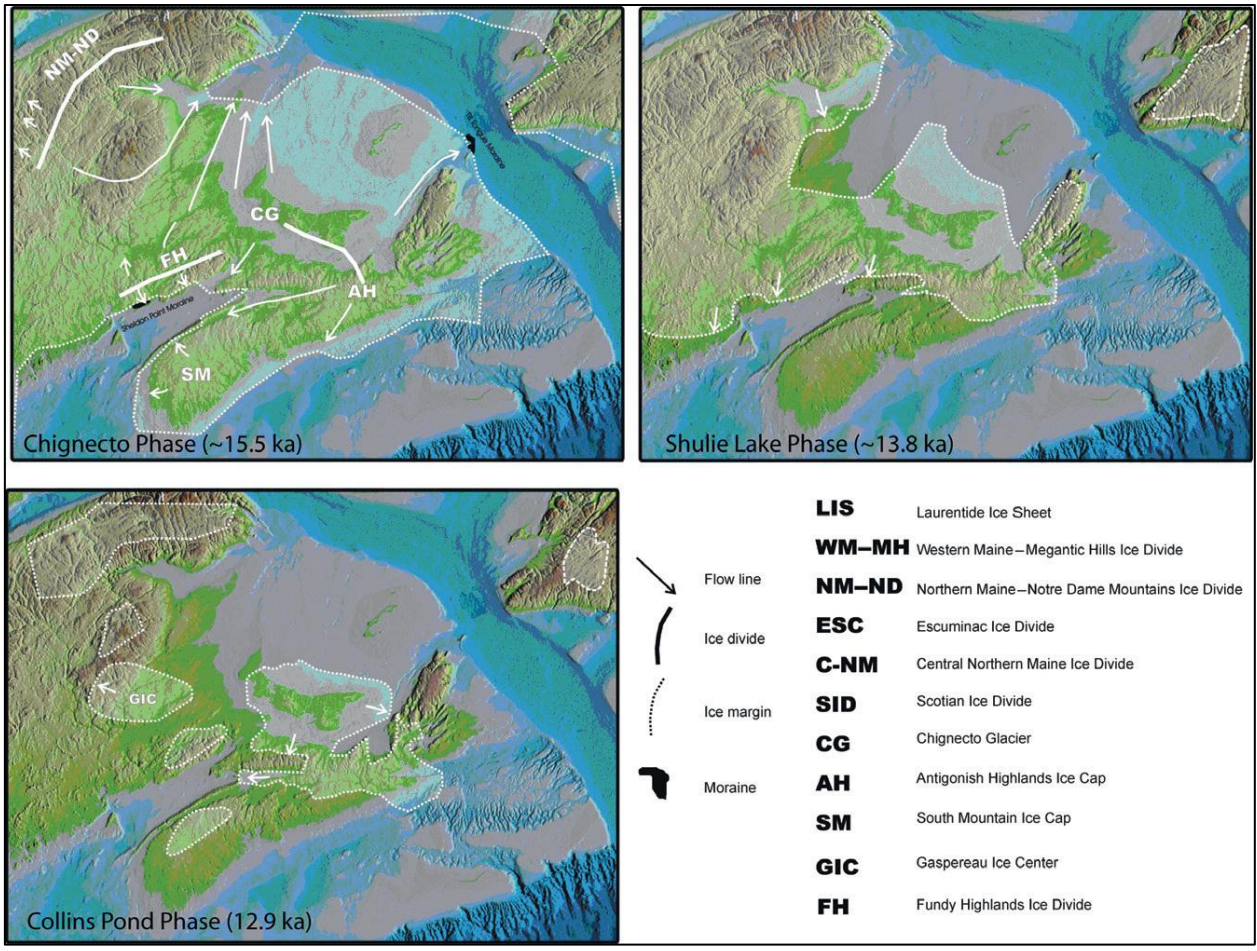 NM-ND
Till Tongue Moraine
CG
FH
AH
Sheldon Point Moraine
SM
Chignecto Phase (~15.5 ka)
Shulie Lake Phase (~13.8 ka)
GIC
Collins Pond Phase (12.9 ka)
Flow line
Ice divide
Ice margin
Moraine
LIS Laurentide Ice Sheet
WM–MH Western Maine–Megantic Hills Ice Divide
NM–ND Northern Maine–Notre Dame Mountains Ice Divide
ESC Escuminac Ice Divide
C-NM Central Northern Maine Ice Divide
SID Scotian Ice Divide
CG Chignecto Glacier
AH Antigonish Highlands Ice Cap
SM South Mountain Ice Cap
GIC Gaspereau Ice Center
FH Fundy Highlands Ice Divide